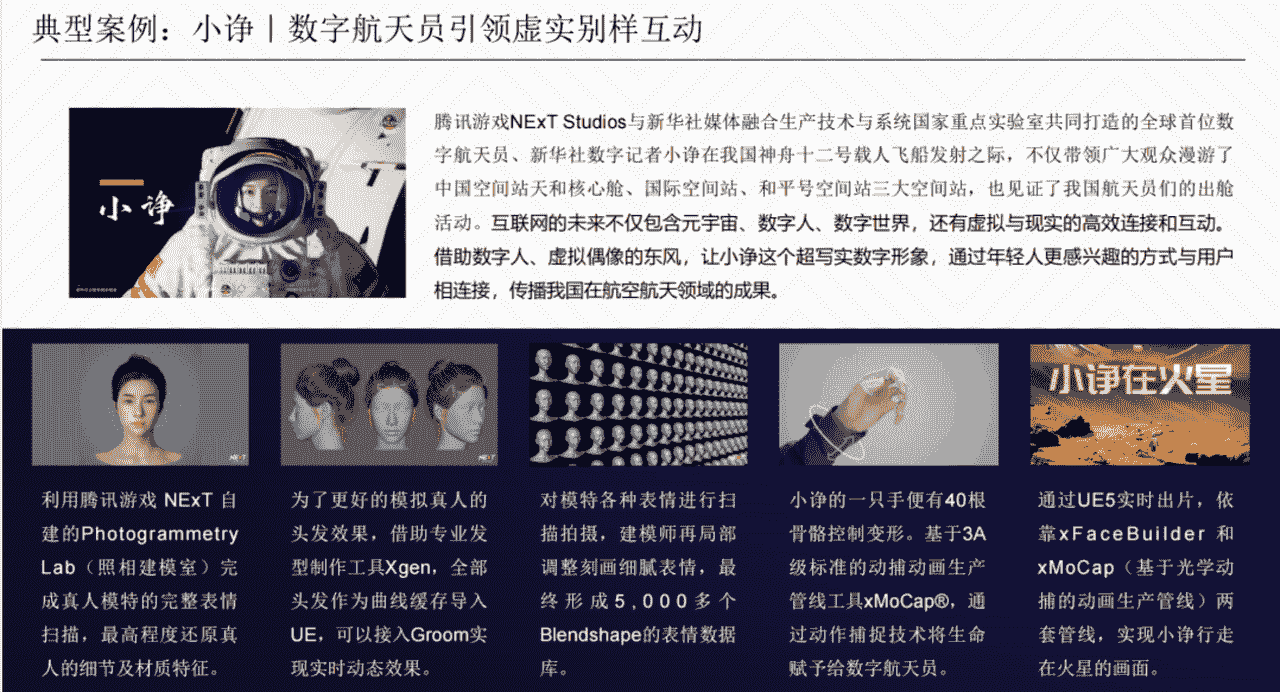 典型案例：小诤丨数字航天员引领虚实别样互动
小诤
腾讯游戏NExT Studios与新华社媒体融合生产技术与系统国家重点实验室共同打造的全球首位数
字航天员、新华社数字记者小诤在我国神舟十二号载人飞船发射之际，不仅带领广大观众漫游了
中国空间站天和核心舱、国际空间站、和平号空间站三大空间站，也见证了我国航天员们的出舱
活动。互联网的未来不仅包含元宇宙、数字人、数字世界，还有虚拟与现实的高效连接和互动。
借助数字人、虚拟偶像的东风，让小诤这个超写实数字形象，通过年轻人更感兴趣的方式与用户
相连接，传播我国在航空航天领域的成果。
NEXT
利用腾讯游戏 NExT 自
建的Photogrammetry
Lab（照相建模室）完
成真人模特的完整表情
扫描，最高程度还原真
人的细节及材质特征。
NEXT
为了更好的模拟真人的
头发效果，借助专业发
型制作工具Xgen，全部
头发作为曲线缓存导入
UE，可以接入Groom实
现实时动态效果。
对模特各种表情进行扫
描拍摄，建模师再局部
调整刻画细腻表情，最
终形成5,000多个
Blendshape的表情数据
库。
小诤的一只手便有40根
骨骼控制变形。基于3A
级标准的动捕动画生产
管线工具xMoCap®，通
过动作捕捉技术将生命
赋予给数字航天员。
小诤在火星
通过UE5实时出片，依
靠xFaceBuilder 和
xMoCap（基于光学动
捕的动画生产管线）两
套管线，实现小诤行走
在火星的画面。